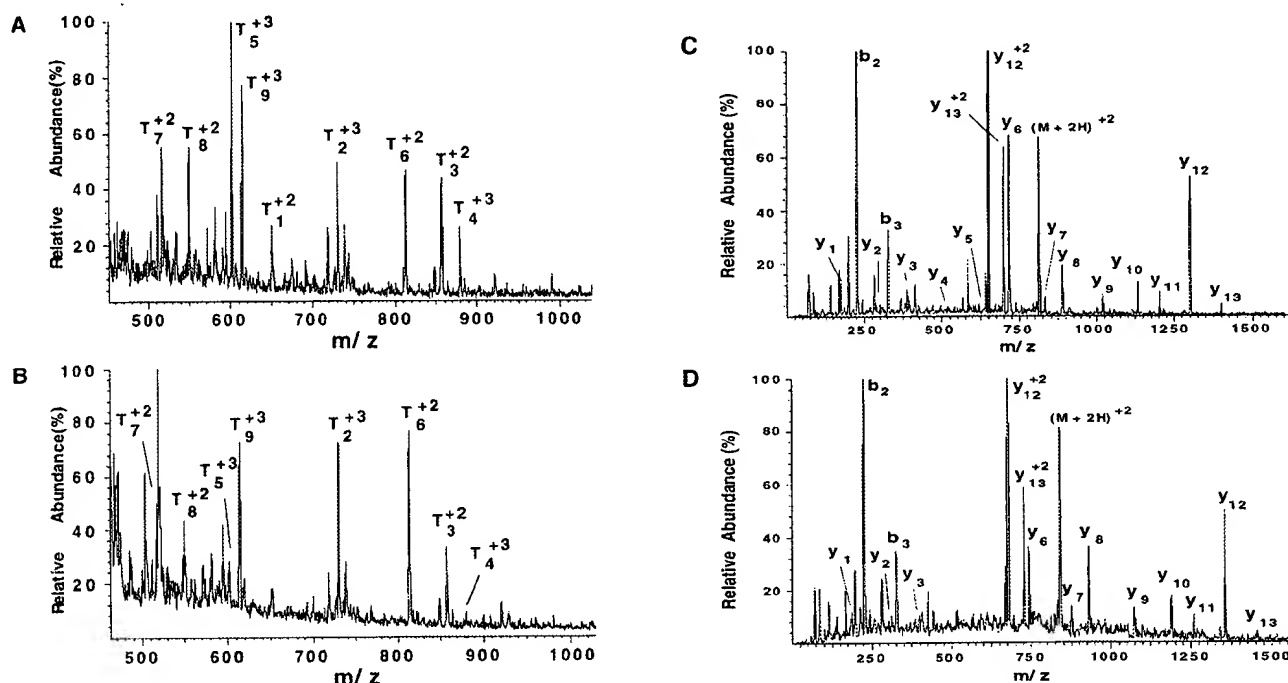 A
Relative Abundance(%)
100
80
60
40
20
T5+3
T9+3
T7+2
T8+2
T2+3
T6+2
T3+2
T1+2
T4+3
500 600 700 800 900 1000
m/z
B
Relative Abundance(%)
100
80
60
40
20
T7+2
T8+2
T5+3
T9+3
T2+3
T6+2
T3+2
T4+3
500 600 700 800 900 1000
m/z
C
Relative Abundance (%)
100
80
60
40
20
b2
y12+2
y13+2
y6
(M + 2H)+2
y12
b3
y1
y2
y3
y4
y5
y7
y8
y9
y10
y11
y13
250 500 750 1000 1250 1500
m/z
D
Relative Abundance (%)
100
80
60
40
20
b2
y12+2
(M + 2H)+2
y13+2
y12
y1
y2
b3
y3
y6
y8
y7
y9
y10
y11
y13
250 500 750 1000 1250 1500
m/z